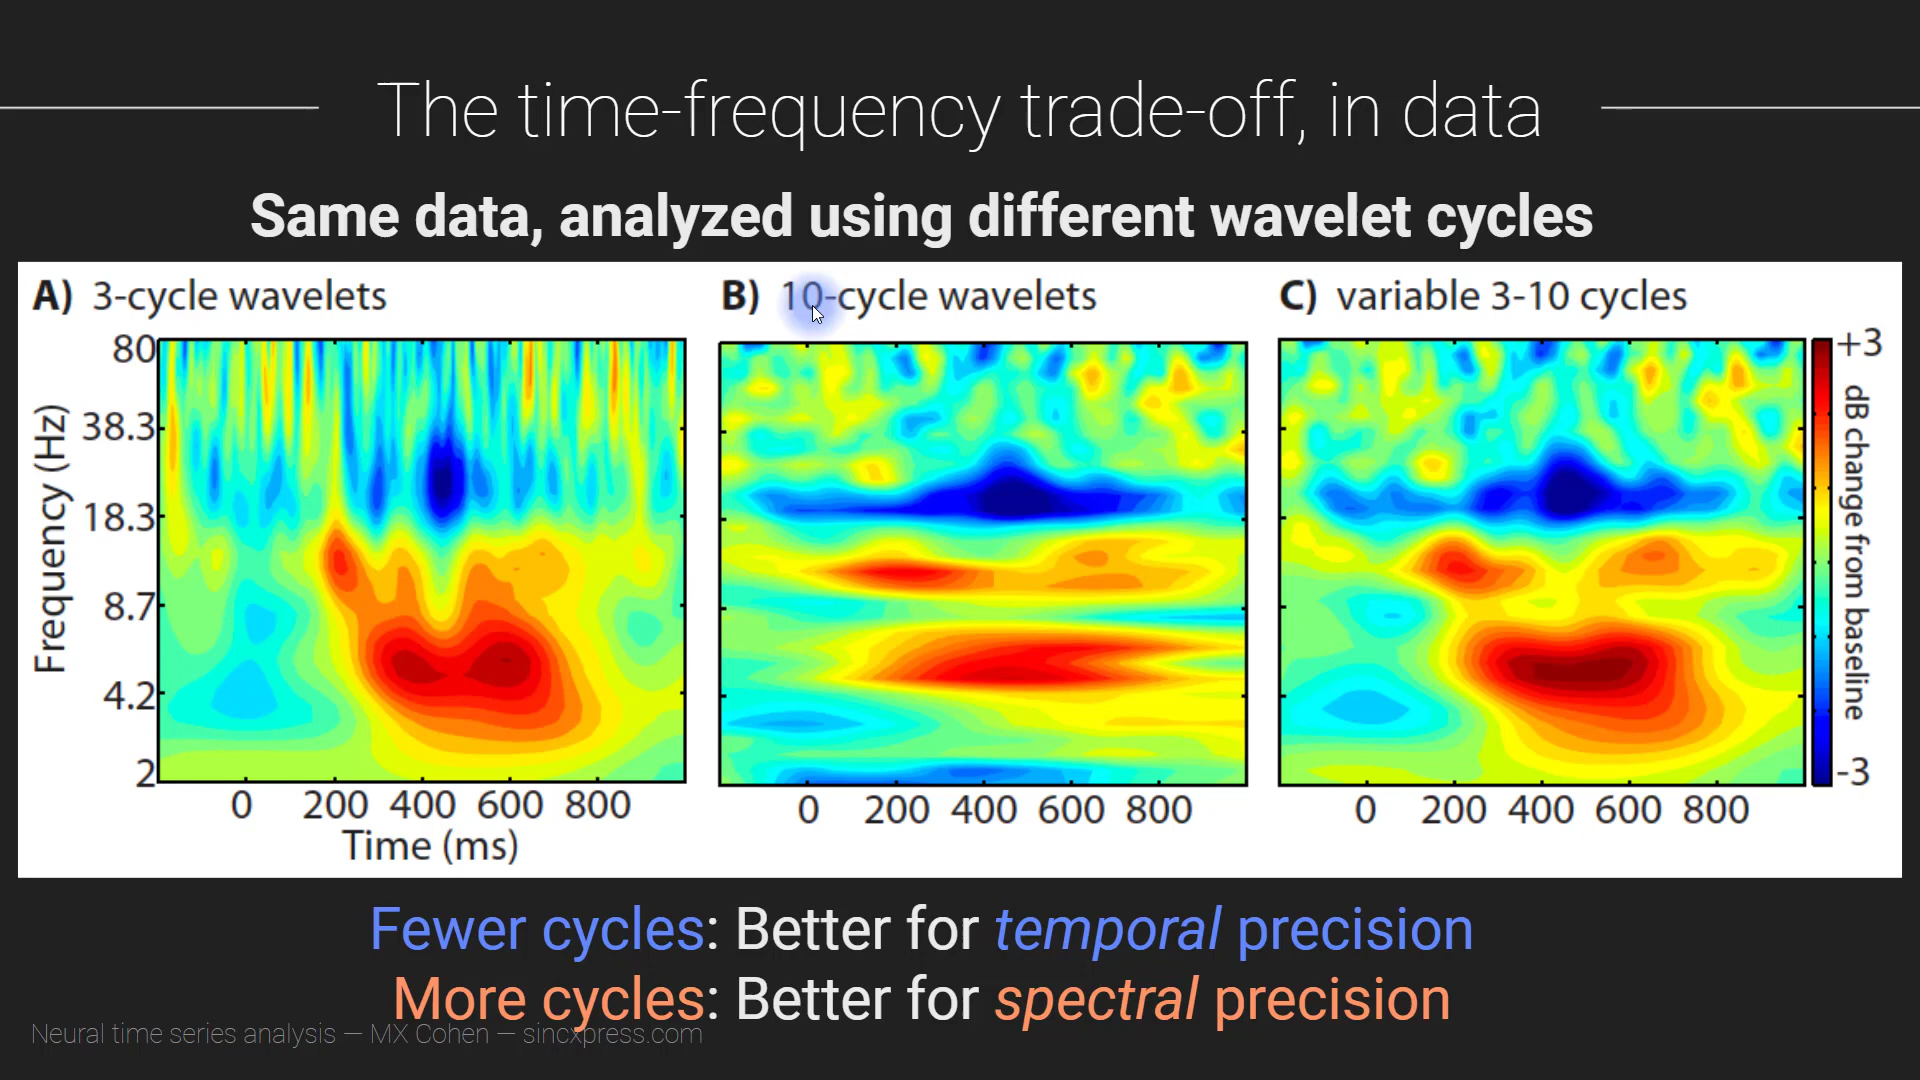 The time-frequency trade-off, in data
Same data, analyzed using different wavelet cycles
A) 3-cycle wavelets
B) 10-cycle wavelets
C) variable 3-10 cycles
Frequency (Hz)
80
38.3
18.3
8.7
4.2
2
0 200 400 600 800
Time (ms)
0 200 400 600 800
0 200 400 600 800
+3
dB change from baseline
-3
Fewer cycles: Better for temporal precision
More cycles: Better for spectral precision
Neural time series analysis — MX Cohen — sincxpress.com